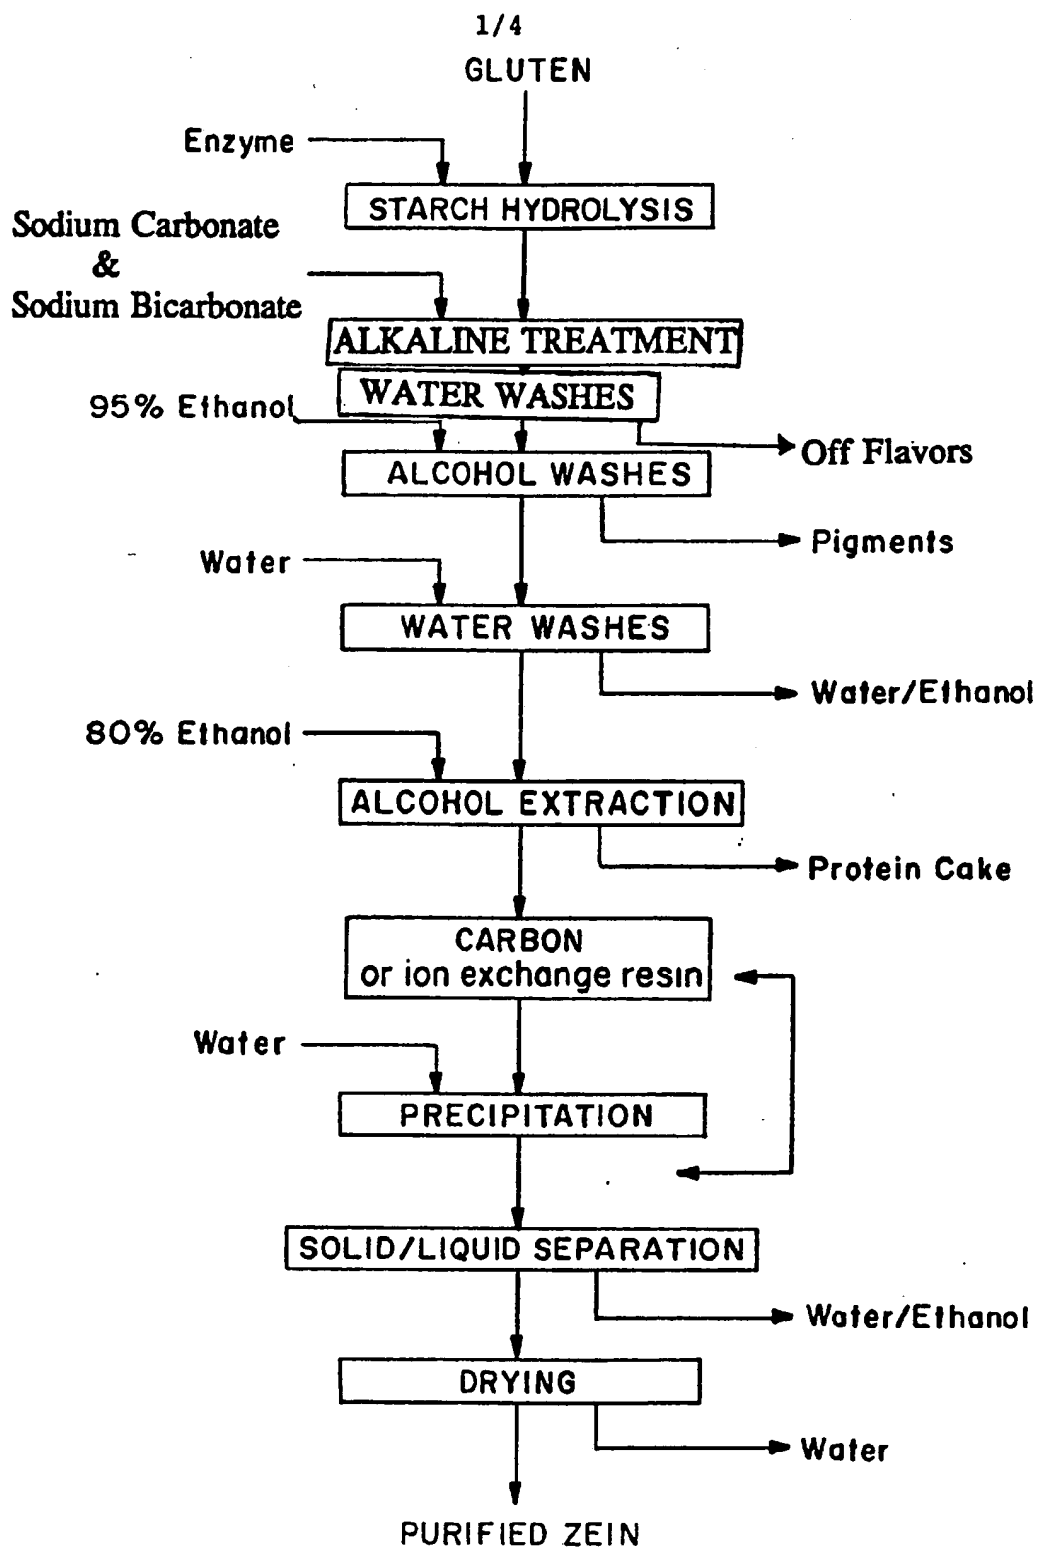 1/4
GLUTEN
Enzyme
STARCH HYDROLYSIS
Sodium Carbonate
&
Sodium Bicarbonate
ALKALINE TREATMENT
WATER WASHES
95% Ethanol
Off Flavors
ALCOHOL WASHES
Pigments
Water
WATER WASHES
Water/Ethanol
80% Ethanol
ALCOHOL EXTRACTION
Protein Cake
CARBON
or ion exchange resin
Water
PRECIPITATION
SOLID/LIQUID SEPARATION
Water/Ethanol
DRYING
Water
PURIFIED ZEIN